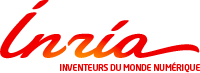 Inria
INVENTEURS DU MONDE NUMÉRIQUE